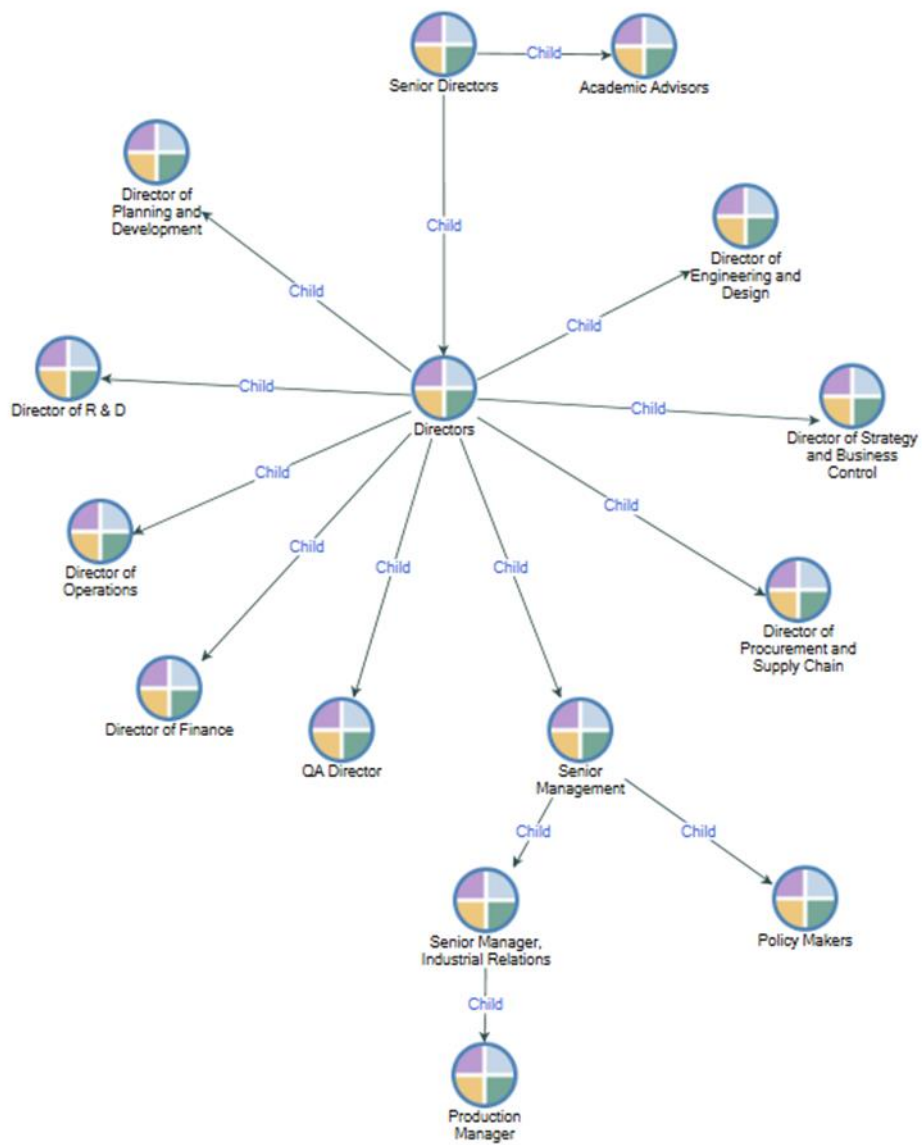 Child
Senior Directors
Academic Advisors
Director of
Planning and
Development
Child
Director of
Engineering and
Design
Child
Child
Director of R & D
Child
Directors
Child
Director of Strategy
and Business
Control
Child
Child
Director of
Operations
Child
Child
Child
Director of
Procurement and
Supply Chain
Director of Finance
QA Director
Senior
Management
Child
Child
Senior Manager,
Industrial Relations
Policy Makers
Child
Production
Manager